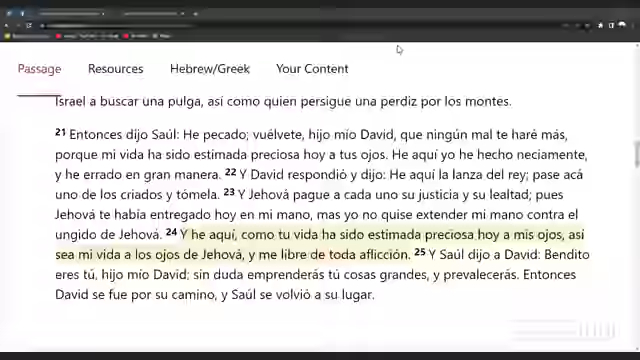 Passage Resources Hebrew/Greek Your Content
Israel a buscar una pulga, así como quien persigue una perdiz por los montes.
21 Entonces dijo Saúl: He pecado; vuélvete, hijo mío David, que ningún mal te haré más,
porque mi vida ha sido estimada preciosa hoy a tus ojos. He aquí yo he hecho neciamente,
y he errado en gran manera. 22 Y David respondió y dijo: He aquí la lanza del rey; pase acá
uno de los criados y tómela. 23 Y Jehová pague a cada uno su justicia y su lealtad; pues
Jehová te había entregado hoy en mi mano, mas yo no quise extender mi mano contra el
ungido de Jehová. 24 Y he aquí, como tu vida ha sido estimada preciosa hoy a mis ojos, así
sea mi vida a los ojos de Jehová, y me libre de toda aflicción. 25 Y Saúl dijo a David: Bendito
eres tú, hijo mío David; sin duda emprenderás tú cosas grandes, y prevalecerás. Entonces
David se fue por su camino, y Saúl se volvió a su lugar.